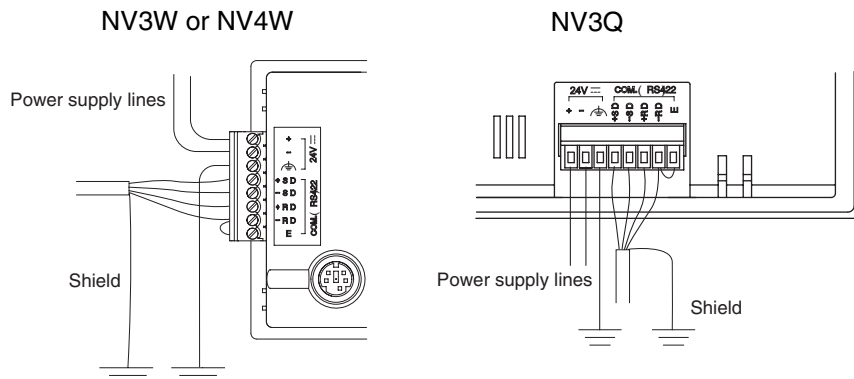 NV3W or NV4W
Power supply lines
+
−
24V
+SD
−SD
+RD
−RD
E
COM.( RS422
Shield
NV3Q
24V COM.( RS422
+ − +SD −SD +RD −RD E
Power supply lines
Shield